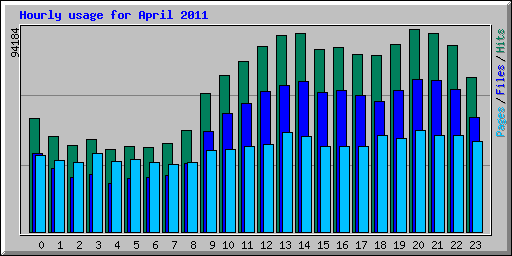 Hourly usage for April 2011
94184
Pages / Files / Hits
0 1 2 3 4 5 6 7 8 9 10 11 12 13 14 15 16 17 18 19 20 21 22 23